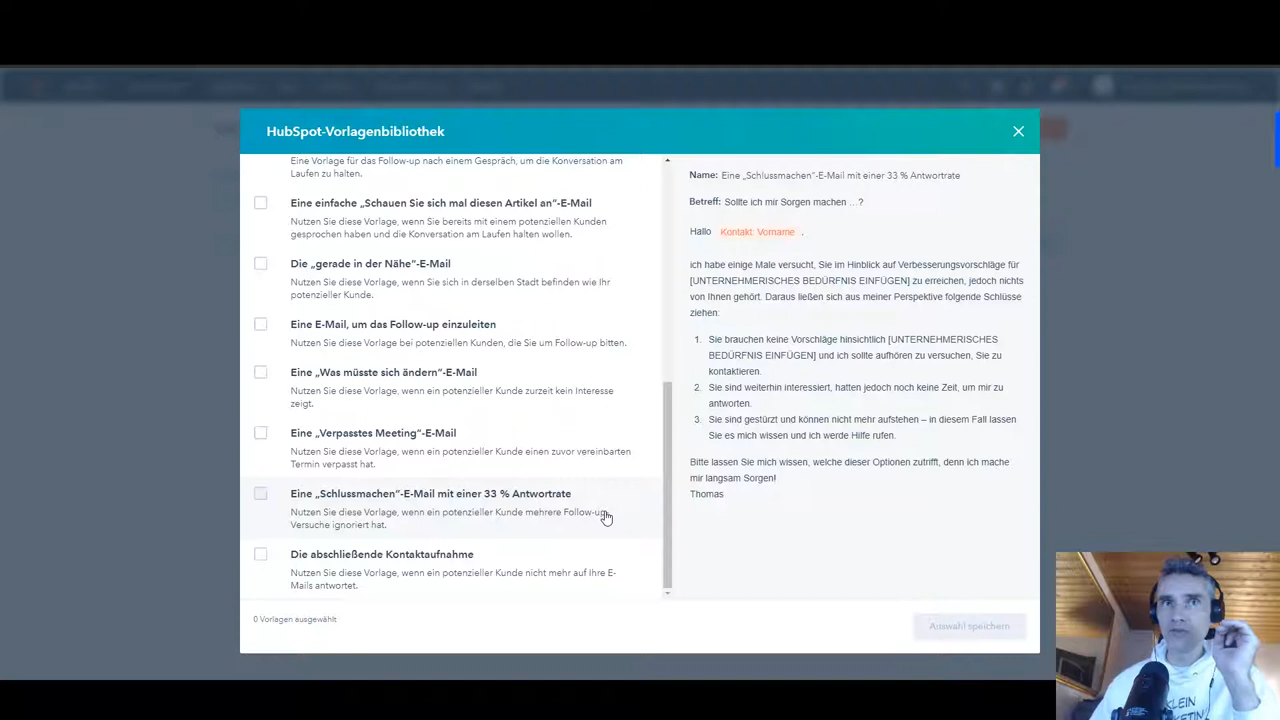 HubSpot-Vorlagenbibliothek
Eine Vorlage für das Follow-up nach einem Gespräch, um die Konversation am
Laufen zu halten.
Eine einfache „Schauen Sie sich mal diesen Artikel an“-E-Mail
Nutzen Sie diese Vorlage, wenn Sie bereits mit einem potenziellen Kunden
gesprochen haben und die Konversation am Laufen halten wollen.
Die „gerade in der Nähe“-E-Mail
Nutzen Sie diese Vorlage, wenn Sie sich in derselben Stadt befinden wie Ihr
potenzieller Kunde.
Eine E-Mail, um das Follow-up einzuleiten
Nutzen Sie diese Vorlage bei potenziellen Kunden, die Sie um Follow-up bitten.
Eine „Was müsste sich ändern“-E-Mail
Nutzen Sie diese Vorlage, wenn ein potenzieller Kunde zurzeit kein Interesse
zeigt.
Eine „Verpasstes Meeting“-E-Mail
Nutzen Sie diese Vorlage, wenn ein potenzieller Kunde einen zuvor vereinbarten
Termin verpasst hat.
Eine „Schlussmachen“-E-Mail mit einer 33 % Antwortrate
Nutzen Sie diese Vorlage, wenn ein potenzieller Kunde mehrere Follow-up-
Versuche ignoriert hat.
Die abschließende Kontaktaufnahme
Nutzen Sie diese Vorlage, wenn ein potenzieller Kunde nicht mehr auf Ihre E-
Mails antwortet.
0 Vorlagen ausgewählt
Name: Eine „Schlussmachen“-E-Mail mit einer 33 % Antwortrate
Betreff: Sollte ich mir Sorgen machen …?
Hallo Kontakt: Vorname .
ich habe einige Male versucht, Sie im Hinblick auf Verbesserungsvorschläge für
[UNTERNEHMERISCHES BEDÜRFNIS EINFÜGEN] zu erreichen, jedoch nichts
von Ihnen gehört. Daraus ließen sich aus meiner Perspektive folgende Schlüsse
ziehen:
1. Sie brauchen keine Vorschläge hinsichtlich [UNTERNEHMERISCHES
BEDÜRFNIS EINFÜGEN] und ich sollte aufhören zu versuchen, Sie zu
kontaktieren.
2. Sie sind weiterhin interessiert, hatten jedoch noch keine Zeit, um mir zu
antworten.
3. Sie sind gestürzt und können nicht mehr aufstehen – in diesem Fall lassen
Sie es mich wissen und ich werde Hilfe rufen.
Bitte lassen Sie mich wissen, welche dieser Optionen zutrifft, denn ich mache
mir langsam Sorgen!
Thomas
Auswahl speichern
KLEIN